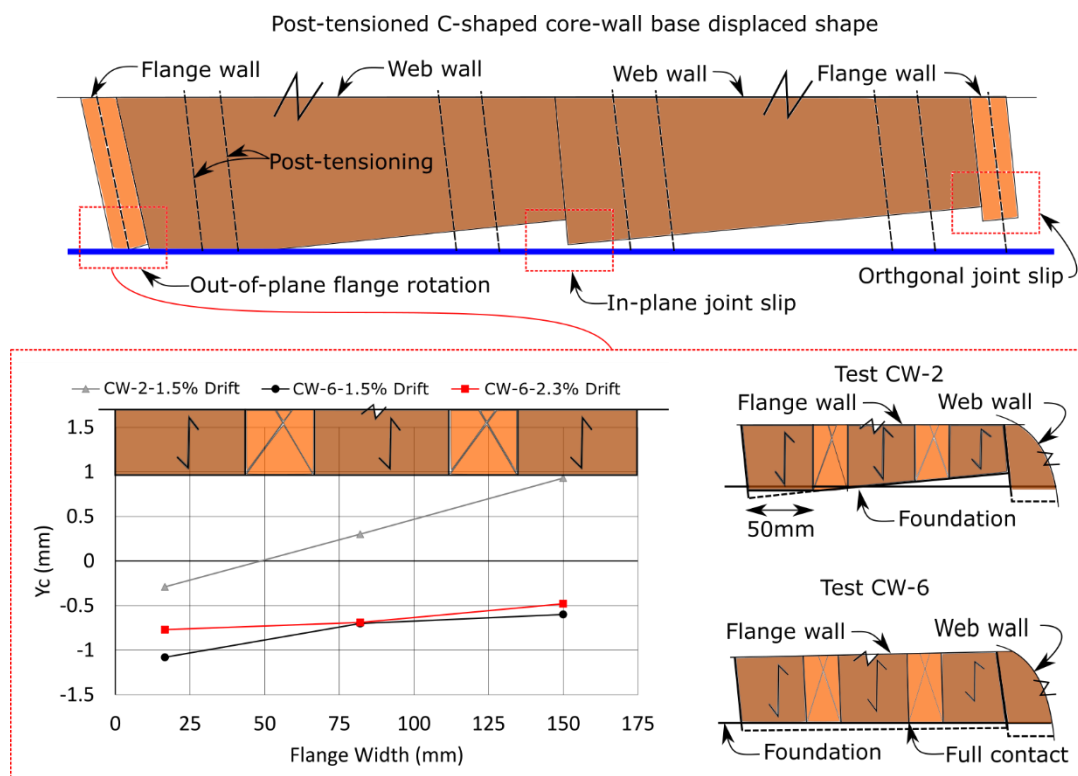 Post-tensioned C-shaped core-wall base displaced shape
Flange wall
Web wall
Web wall
Flange wall
Post-tensioning
Out-of-plane flange rotation
In-plane joint slip
Orthgonal joint slip
CW-2-1.5% Drift
CW-6-1.5% Drift
CW-6-2.3% Drift
1.5
1
0.5
0
-0.5
-1
-1.5
Yc (mm)
0 25 50 75 100 125 150 175
Flange Width (mm)
Test CW-2
Flange wall
Web wall
50mm
Foundation
Test CW-6
Flange wall
Web wall
Foundation
Full contact